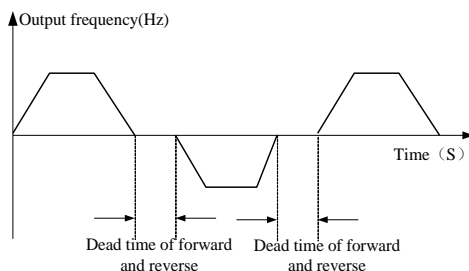 Output frequency(Hz)
Time（S）
Dead time of forward
and reverse
Dead time of forward
and reverse